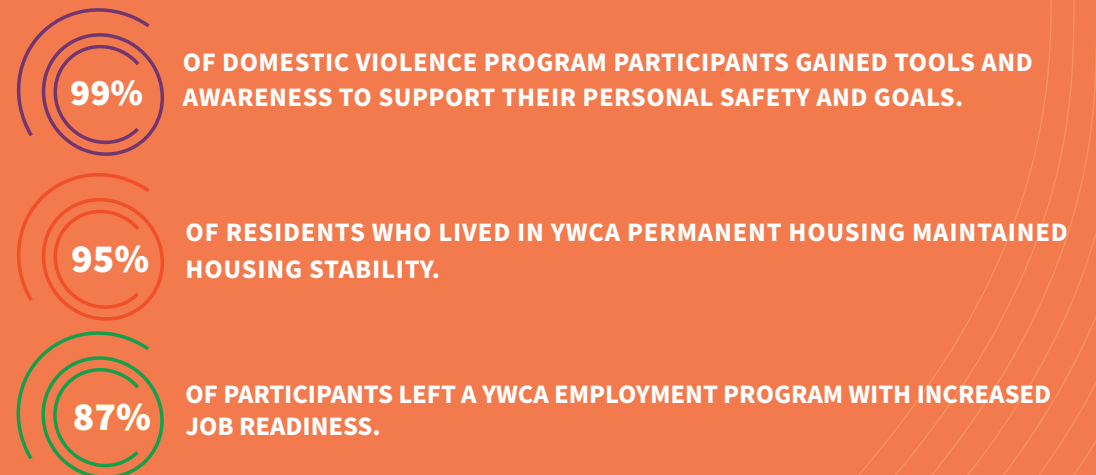 99%
OF DOMESTIC VIOLENCE PROGRAM PARTICIPANTS GAINED TOOLS AND
AWARENESS TO SUPPORT THEIR PERSONAL SAFETY AND GOALS.
95%
OF RESIDENTS WHO LIVED IN YWCA PERMANENT HOUSING MAINTAINED
HOUSING STABILITY.
87%
OF PARTICIPANTS LEFT A YWCA EMPLOYMENT PROGRAM WITH INCREASED
JOB READINESS.